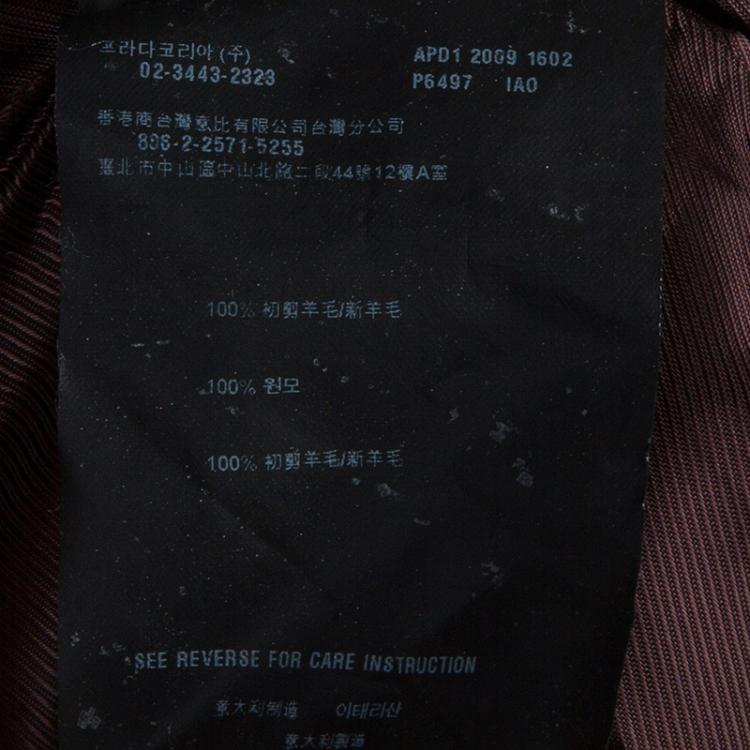 프라다코리아 (주)
02-3443-2323
APD1 2009 1602
P6497 IAO
香港商台灣意比有限公司台灣分公司
886-2-2571-5255
臺北市中山區中山北路二段44號12樓A室
100% 初剪羊毛/新羊毛
100% 원모
100% 初剪羊毛/新羊毛
SEE REVERSE FOR CARE INSTRUCTION
意大利制造 이태리산
意大利製造